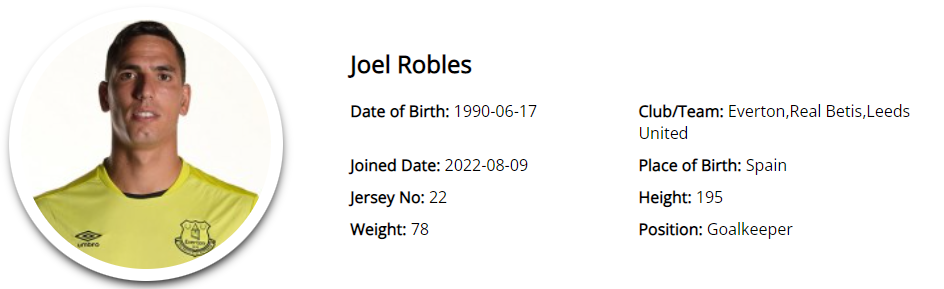 Joel Robles
Date of Birth: 1990-06-17
Club/Team: Everton,Real Betis,Leeds
United
Joined Date: 2022-08-09
Place of Birth: Spain
Jersey No: 22
Height: 195
Weight: 78
Position: Goalkeeper
umbro
Everton